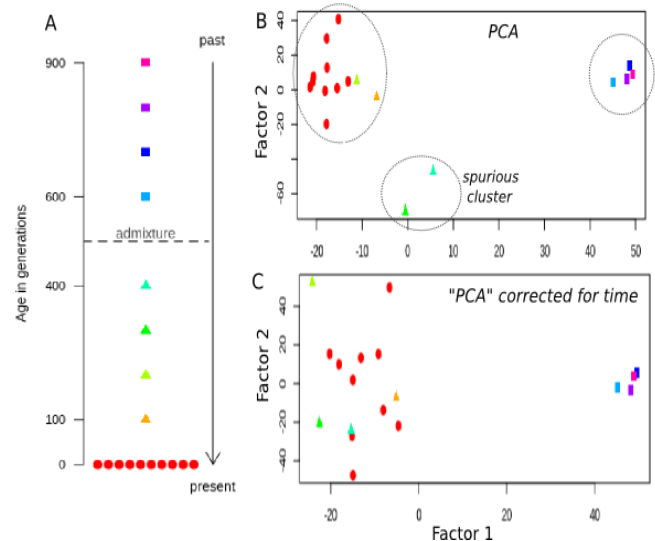 A
past
900
600
admixture
400
100
0
present
Age in generations
B
PCA
40
20
0
-20
-60
Factor 2
spurious
cluster
-20
-10
0
10
20
30
40
50
C
"PCA" corrected for time
40
20
0
-20
-40
Factor 2
-20
0
20
40
Factor 1